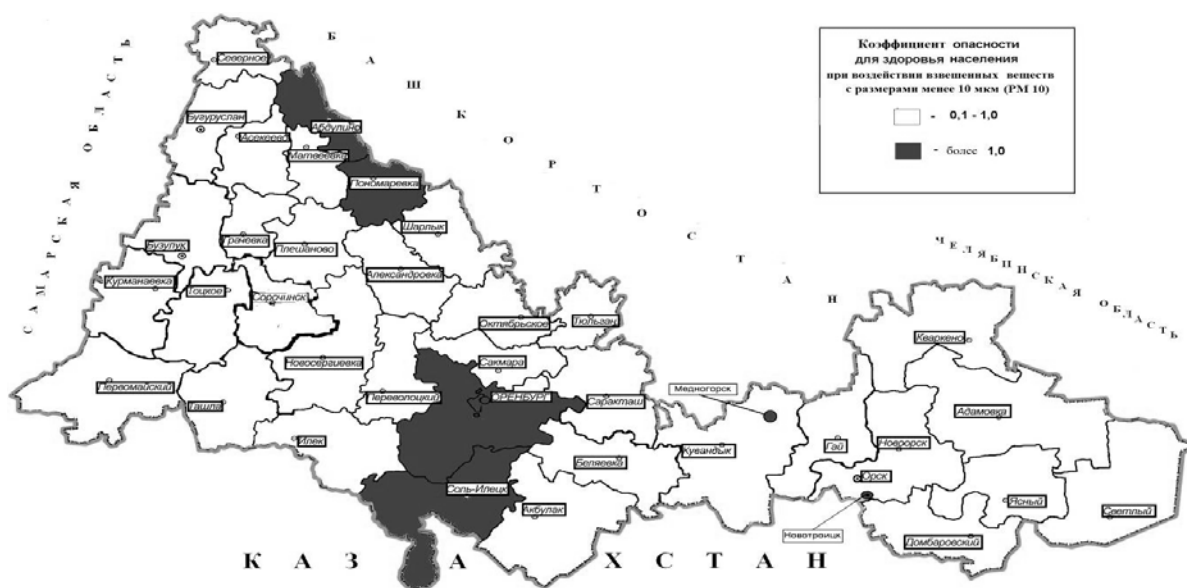 Коэффициент опасности
для здоровья населения
при воздействии взвешенных веществ
с размерами менее 10 мкм (РМ 10)
- 0,1 - 1,0
- более 1,0
САМАРСКАЯ ОБЛАСТЬ
БАШКОРТОСТАН
ЧЕЛЯБИНСКАЯ ОБЛАСТЬ
КАЗАХСТАН
Северное
Бугуруслан
Абдулино
Асекеево
Матвеевка
Пономаревка
Шарлык
Грачевка
Плешаново
Бузулук
Александровка
Курманаевка
Тоцкое
Сорочинск
Октябрьское
Тюльган
Кваркено
Новосергиевка
Сакмара
Первомайский
Медногорск
Переволоцкий
ОРЕНБУРГ
Саракташ
Ташла
Адамовка
Илек
Гай
Новоорск
Кувандык
Беляевка
Орск
Соль-Илецк
Ясный
Акбулак
Светлый
Новотроицк
Домбаровский